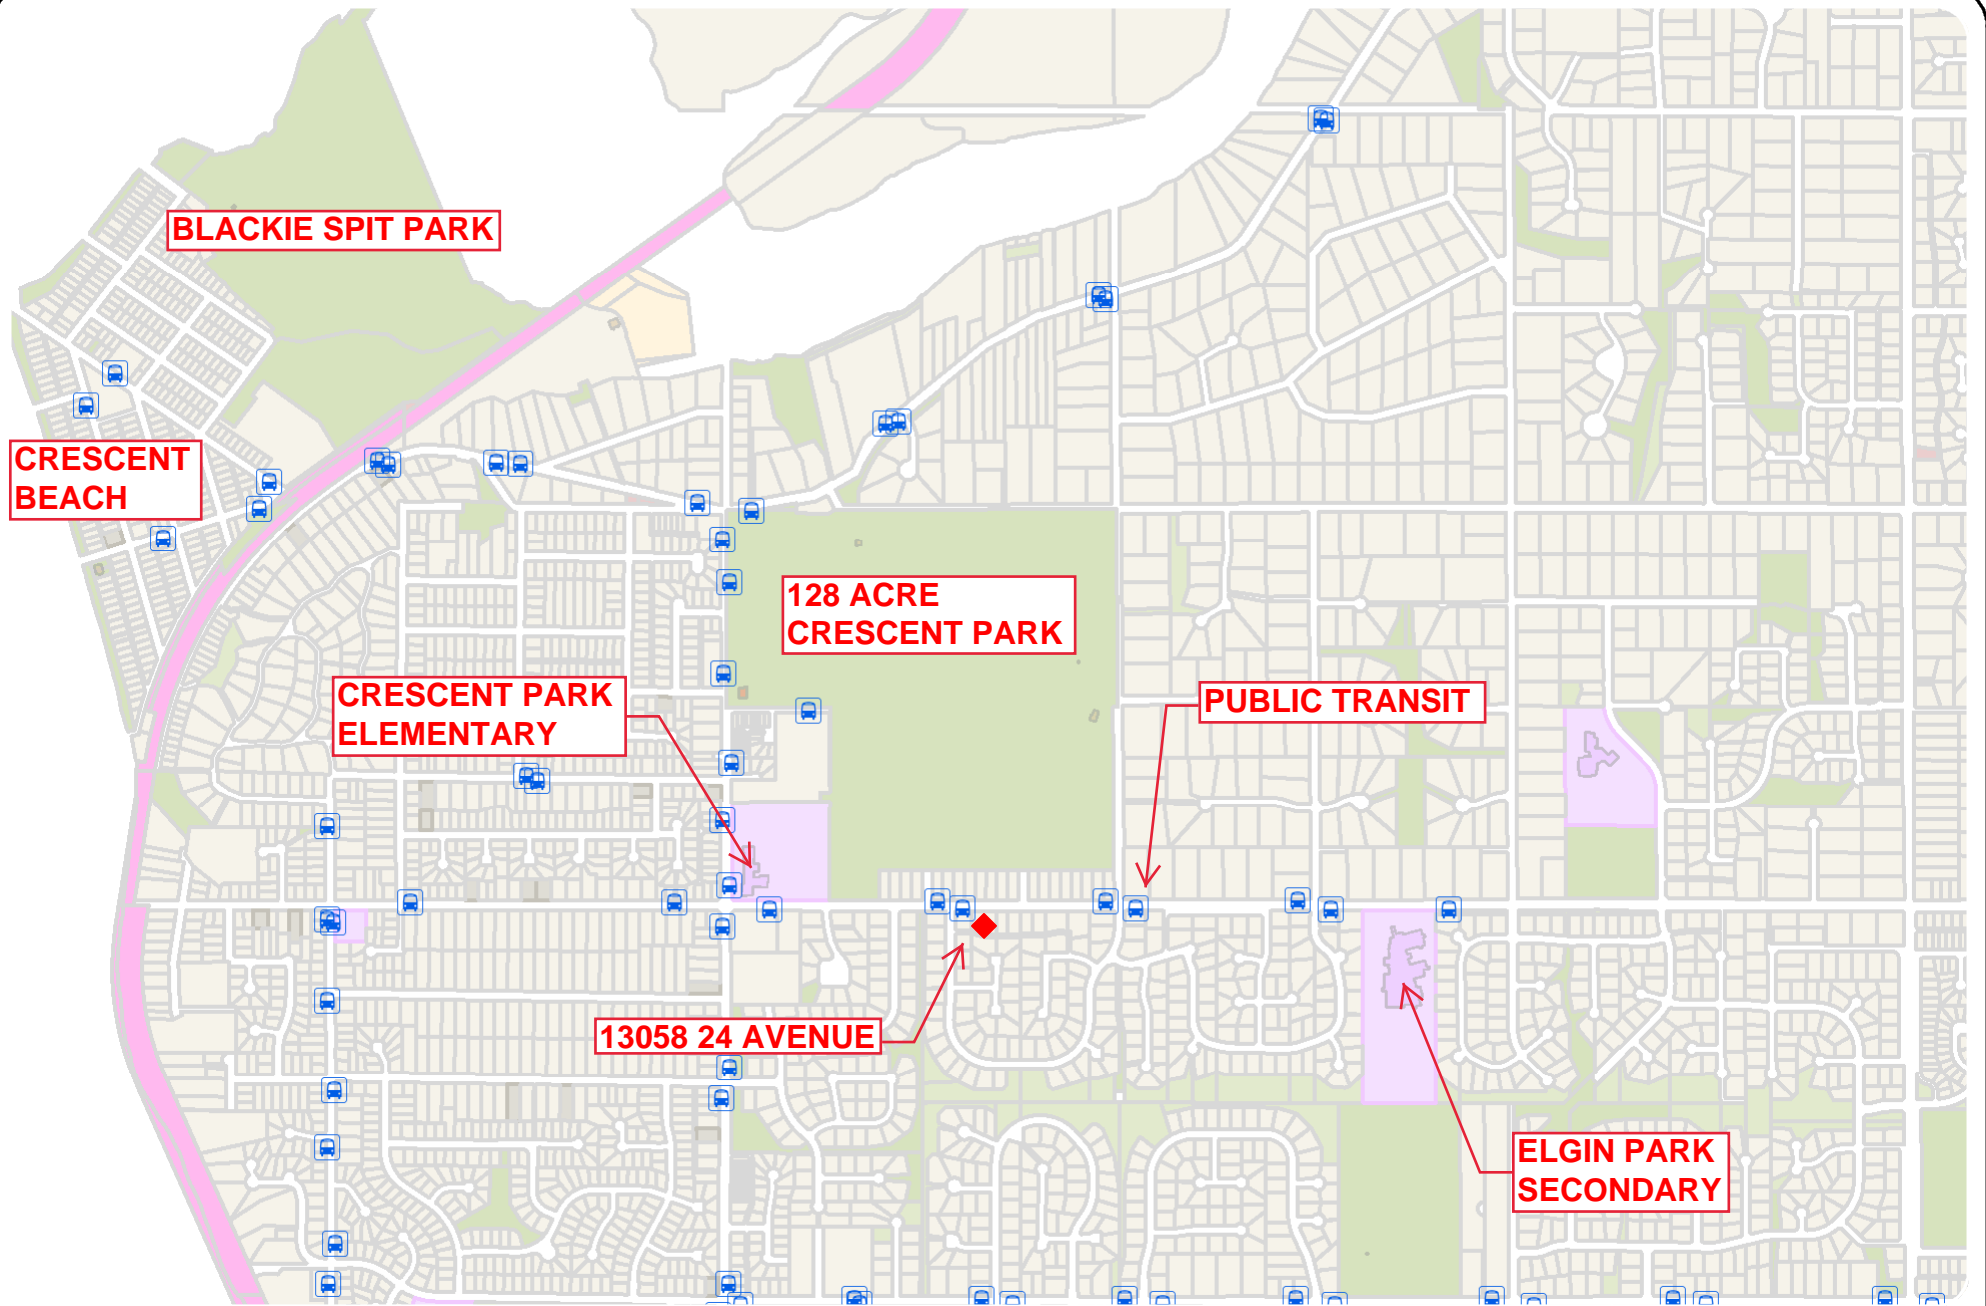 BLACKIE SPIT PARK
CRESCENT
BEACH
128 ACRE
CRESCENT PARK
CRESCENT PARK
ELEMENTARY
PUBLIC TRANSIT
13058 24 AVENUE
ELGIN PARK
SECONDARY